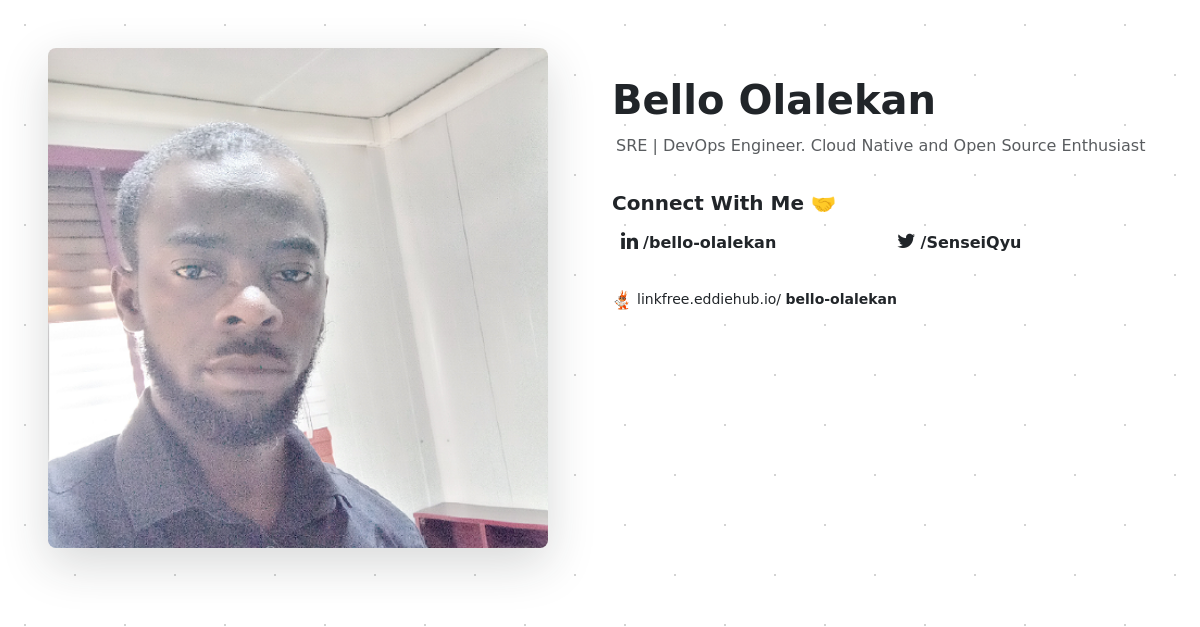 Bello Olalekan
SRE | DevOps Engineer. Cloud Native and Open Source Enthusiast
Connect With Me 🤝
in /bello-olalekan /SenseiQyu
linkfree.eddiehub.io/ bello-olalekan